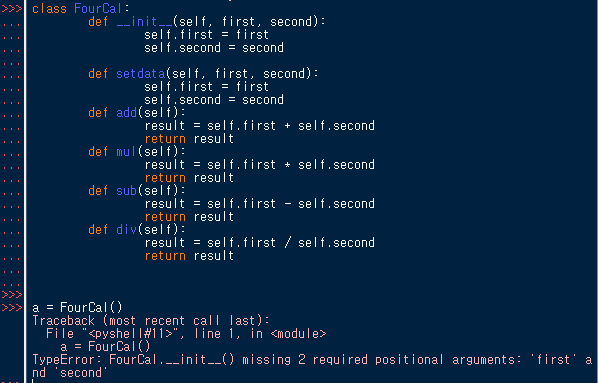 >>> class FourCal:
...         def __init__(self, first, second):
...                 self.first = first
...                 self.second = second
...
...         def setdata(self, first, second):
...                 self.first = first
...                 self.second = second
...         def add(self):
...                 result = self.first + self.second
...                 return result
...         def mul(self):
...                 result = self.first * self.second
...                 return result
...         def sub(self):
...                 result = self.first - self.second
...                 return result
...         def div(self):
...                 result = self.first / self.second
...                 return result
...
...
>>>
>>> a = FourCal()
Traceback (most recent call last):
  File "<pyshell#11>", line 1, in <module>
    a = FourCal()
TypeError: FourCal.__init__() missing 2 required positional arguments: 'first' a
nd 'second'